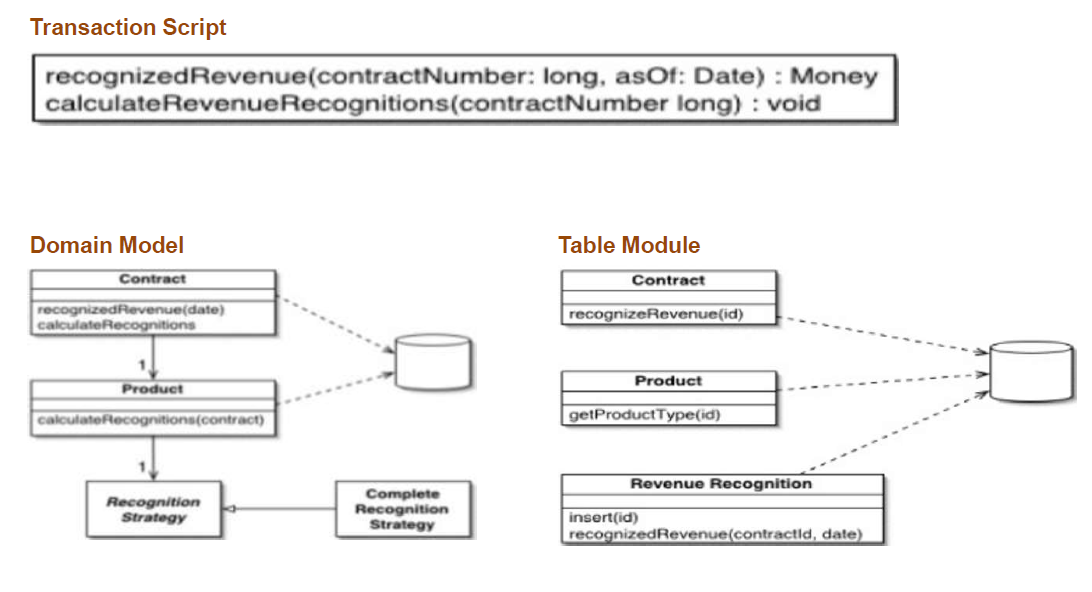 Transaction Script
recognizedRevenue(contractNumber: long, asOf: Date) : Money
calculateRevenueRecognitions(contractNumber long) : void
Domain Model
Contract
recognizedRevenue(date)
calculateRecognitions
1
Product
calculateRecognitions(contract)
1
Recognition
Strategy
Complete
Recognition
Strategy
Table Module
Contract
recognizeRevenue(id)
Product
getProductType(id)
Revenue Recognition
insert(id)
recognizedRevenue(contractId, date)